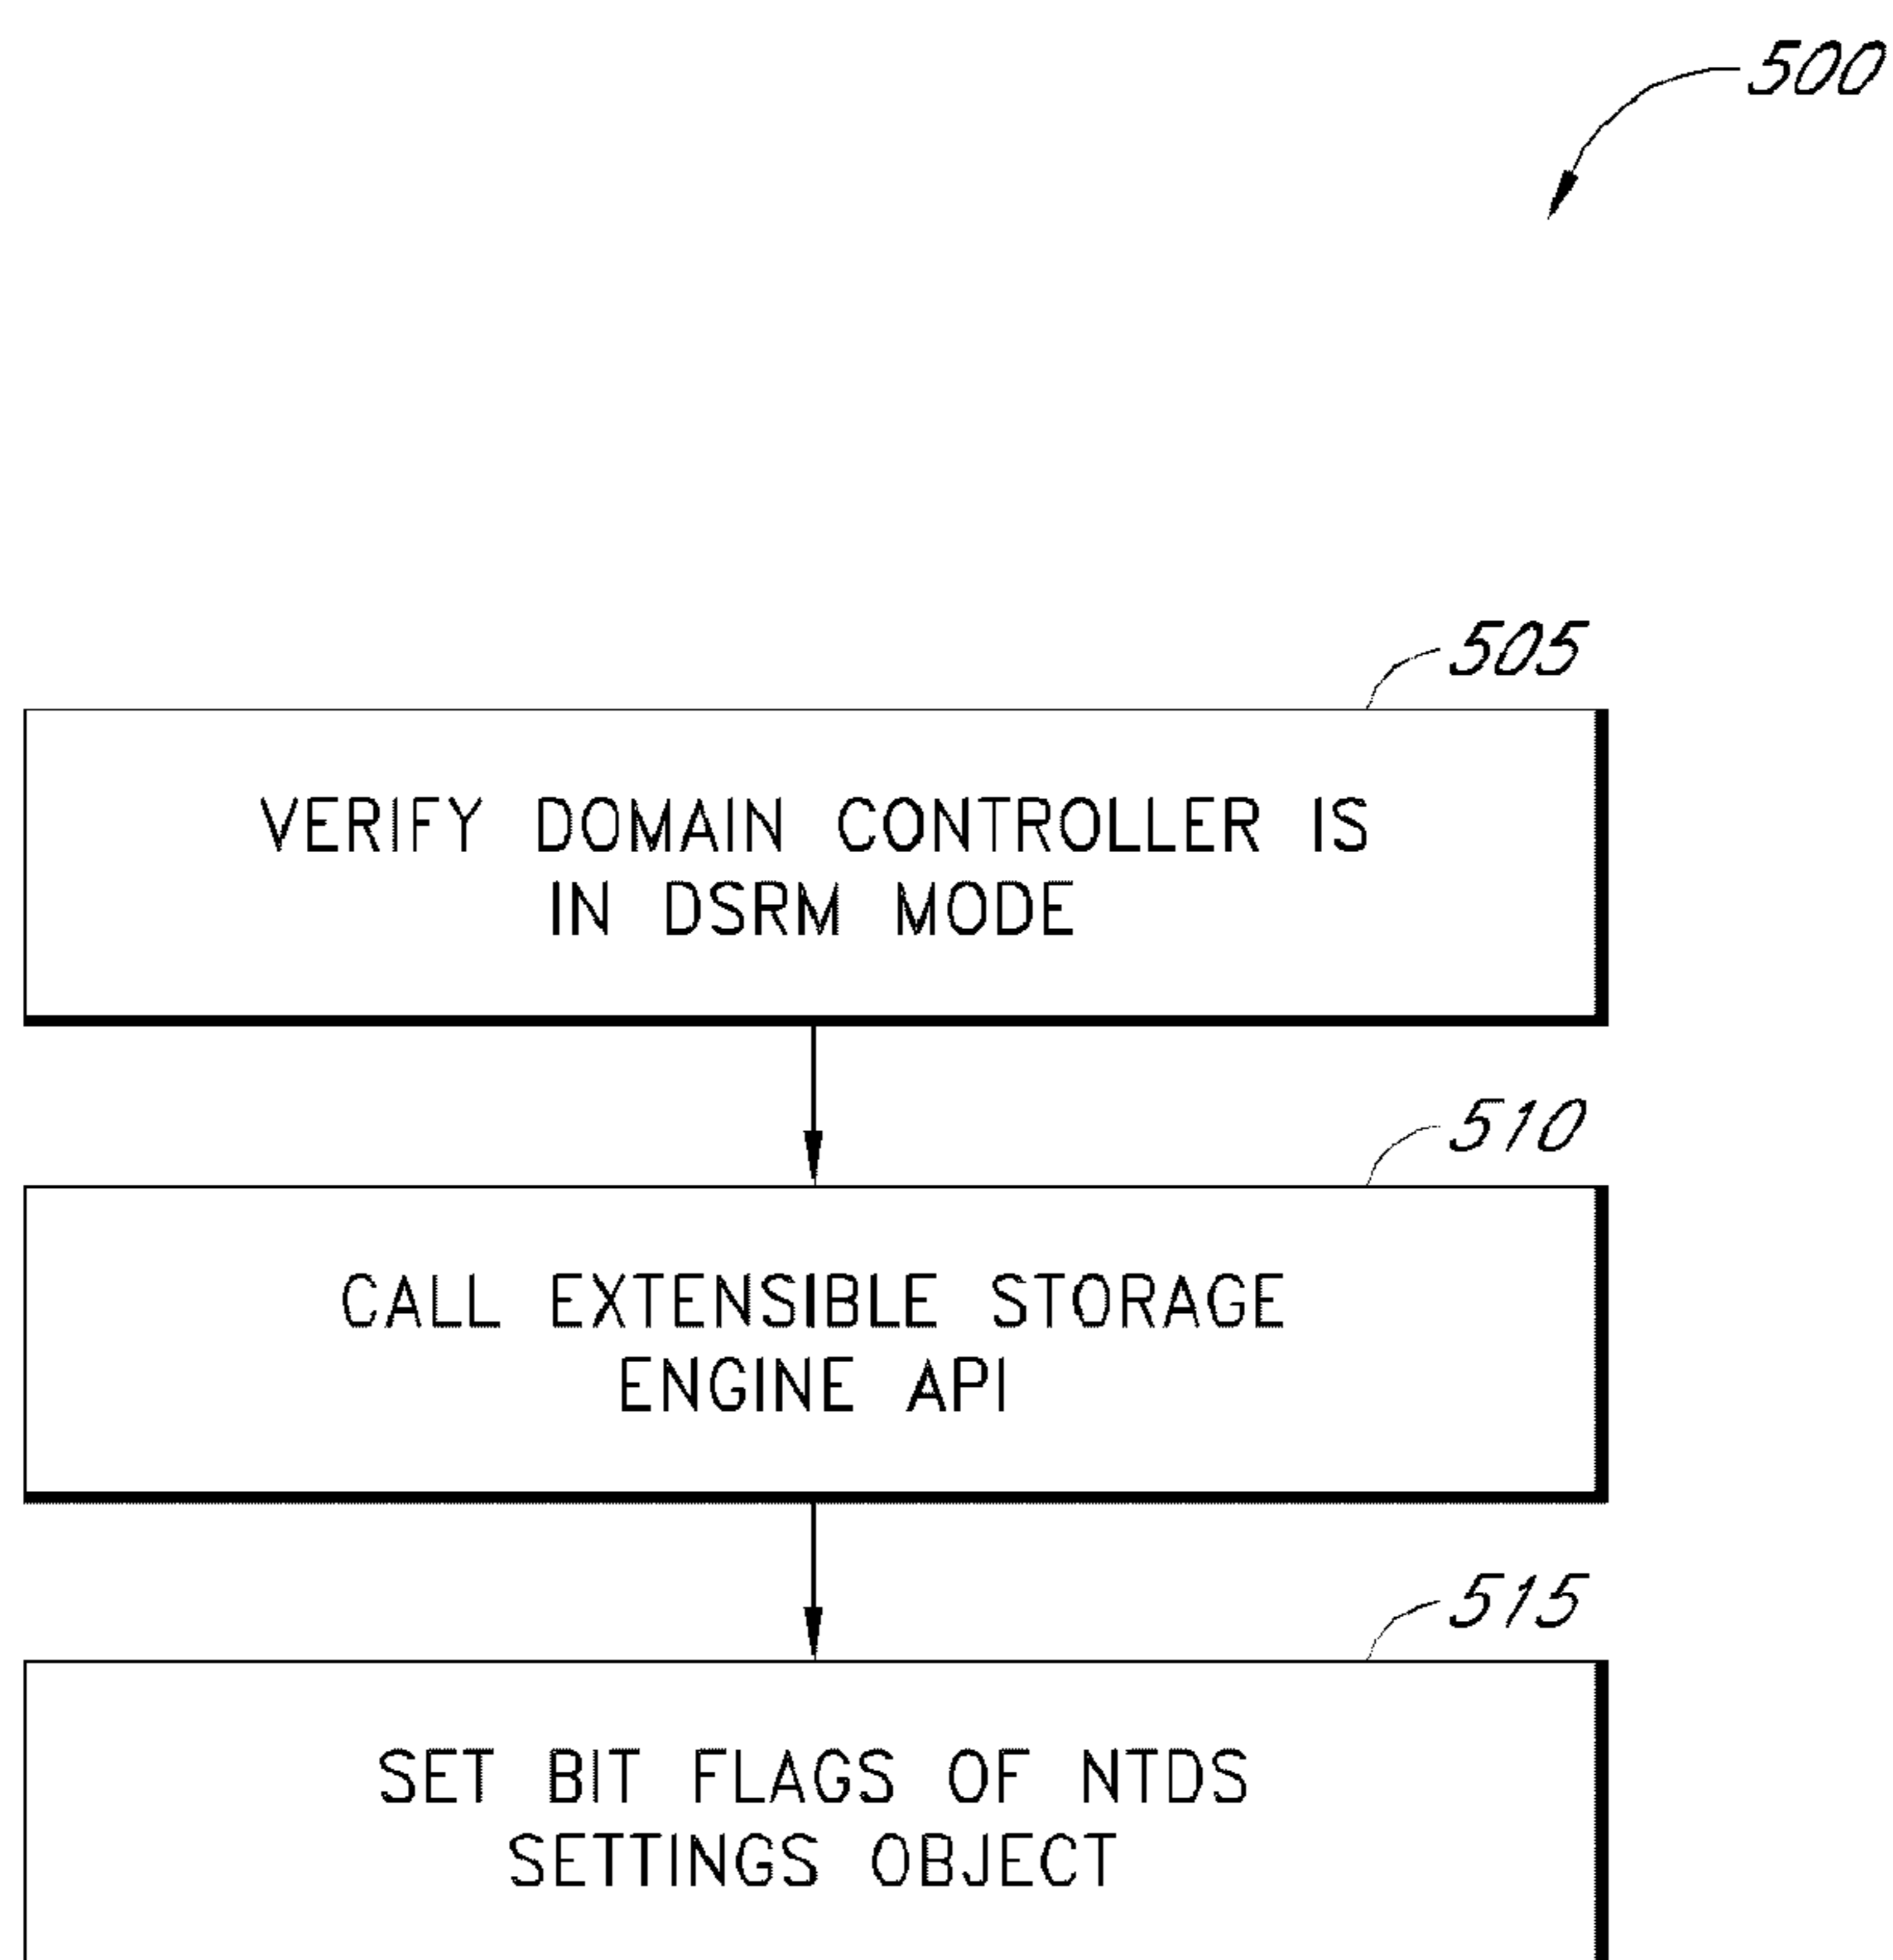 500
505
VERIFY DOMAIN CONTROLLER IS
IN DSRM MODE
510
CALL EXTENSIBLE STORAGE
ENGINE API
515
SET BIT FLAGS OF NTDS
SETTINGS OBJECT